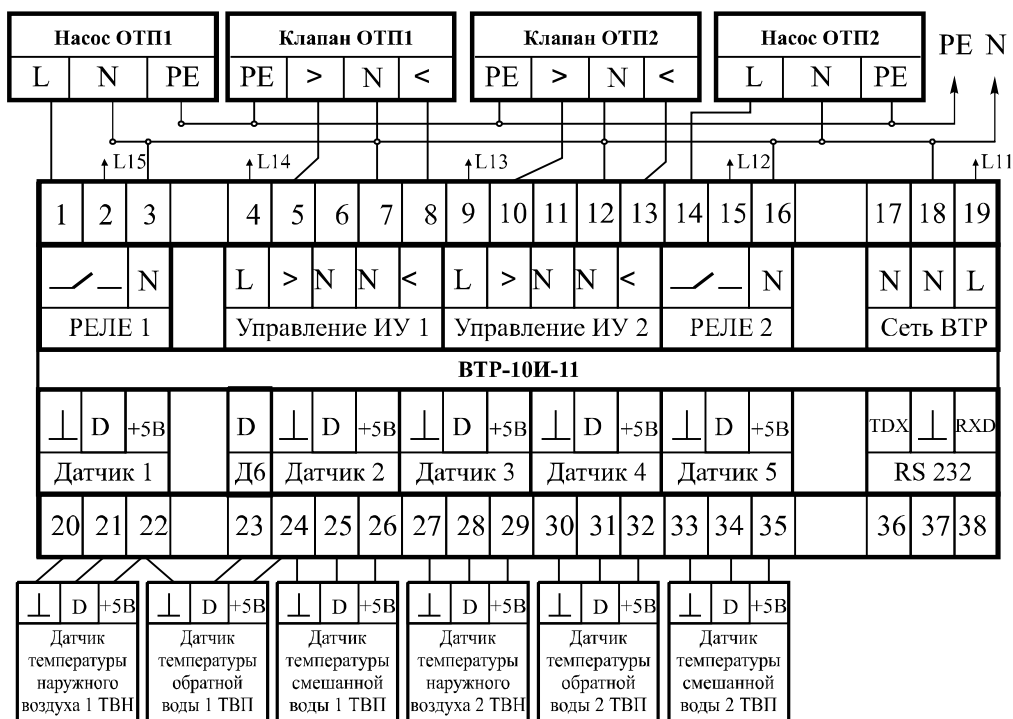 Насос ОТП1 Клапан ОТП1 Клапан ОТП2 Насос ОТП2 PE N
L N PE PE > N < PE > N < L N PE
L15 L14 L13 L12 L11
1 2 3 4 5 6 7 8 9 10 11 12 13 14 15 16 17 18 19
N L > N N < L > N N < N N N L
РЕЛЕ 1 Управление ИУ 1 Управление ИУ 2 РЕЛЕ 2 Сеть ВТР
ВТР-10И-11
⊥ D +5В D ⊥ D +5В ⊥ D +5В ⊥ D +5В ⊥ D +5В TDX ⊥ RXD
Датчик 1 Д6 Датчик 2 Датчик 3 Датчик 4 Датчик 5 RS 232
20 21 22 23 24 25 26 27 28 29 30 31 32 33 34 35 36 37 38
⊥ D +5В ⊥ D +5В ⊥ D +5В ⊥ D +5В ⊥ D +5В ⊥ D +5В
Датчик
температуры
наружного
воздуха 1 ТВН
Датчик
температуры
обратной
воды 1 ТВП
Датчик
температуры
смешанной
воды 1 ТВП
Датчик
температуры
наружного
воздуха 2 ТВН
Датчик
температуры
обратной
воды 2 ТВП
Датчик
температуры
смешанной
воды 2 ТВП